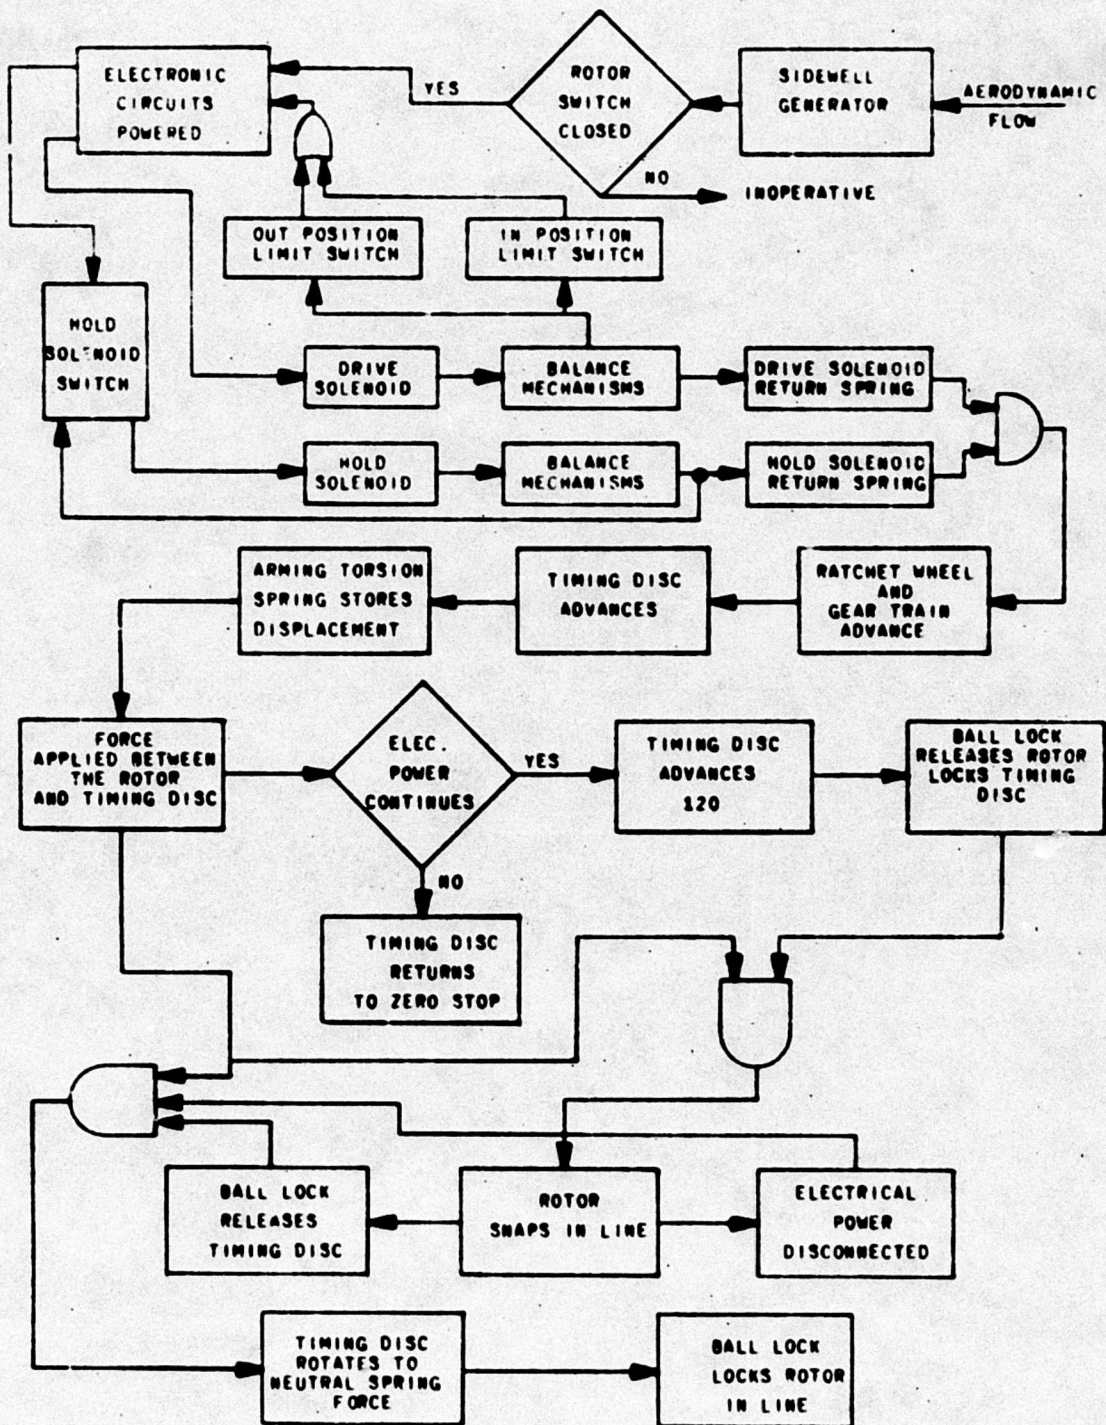 ELECTRONIC
CIRCUITS
POWERED
YES
ROTOR
SWITCH
CLOSED
SIDEWELL
GENERATOR
AERODYNAMIC
FLOW
NO
INOPERATIVE
OUT POSITION
LIMIT SWITCH
IN POSITION
LIMIT SWITCH
HOLD
SOLENOID
SWITCH
DRIVE
SOLENOID
BALANCE
MECHANISMS
DRIVE SOLENOID
RETURN SPRING
HOLD
SOLENOID
BALANCE
MECHANISMS
HOLD SOLENOID
RETURN SPRING
ARMING TORSION
SPRING STORES
DISPLACEMENT
TIMING DISC
ADVANCES
RATCHET WHEEL
AND
GEAR TRAIN
ADVANCE
FORCE
APPLIED BETWEEN
THE ROTOR
AND TIMING DISC
ELEC.
POWER
CONTINUES
YES
TIMING DISC
ADVANCES
120
BALL LOCK
RELEASES ROTOR
LOCKS TIMING
DISC
NO
TIMING DISC
RETURNS
TO ZERO STOP
BALL LOCK
RELEASES
TIMING DISC
ROTOR
SNAPS IN LINE
ELECTRICAL
POWER
DISCONNECTED
TIMING DISC
ROTATES TO
NEUTRAL SPRING
FORCE
BALL LOCK
LOCKS ROTOR
IN LINE